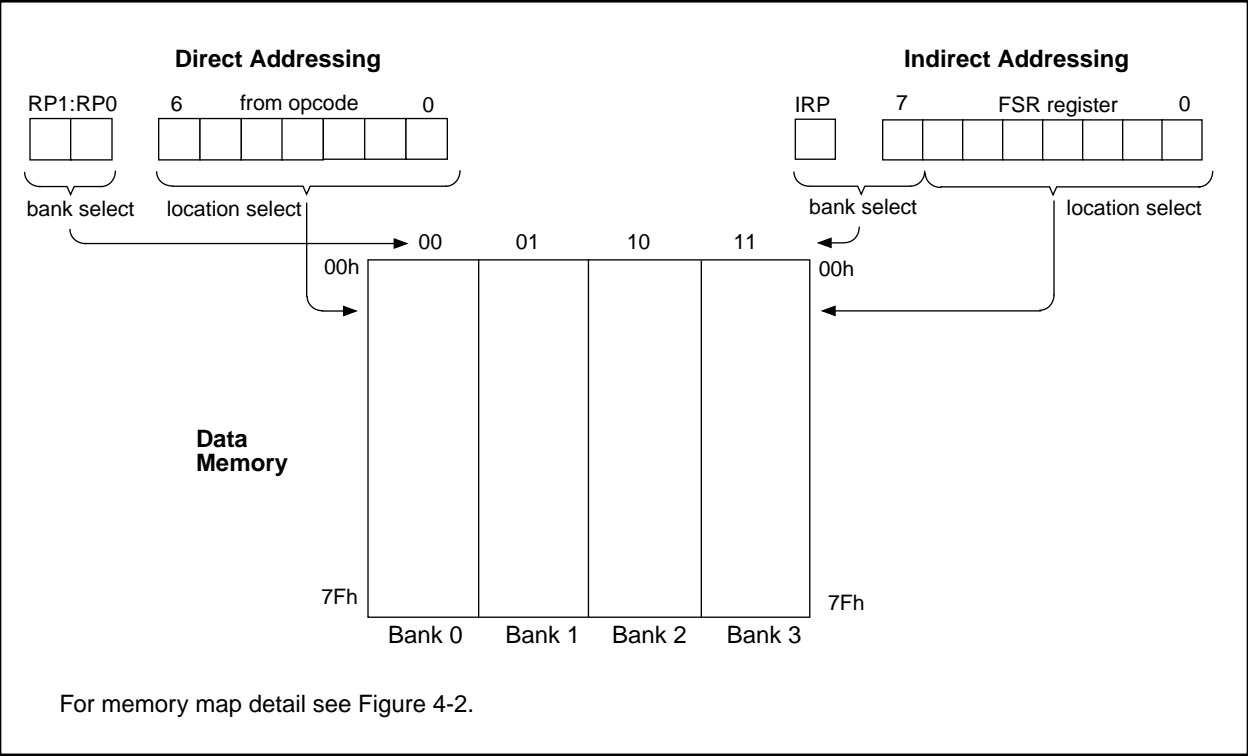 Direct Addressing
RP1:RP0 6 from opcode 0
bank select location select
Indirect Addressing
IRP 7 FSR register 0
bank select location select
00 01 10 11
00h 00h
Data
Memory
7Fh 7Fh
Bank 0 Bank 1 Bank 2 Bank 3
For memory map detail see Figure 4-2.